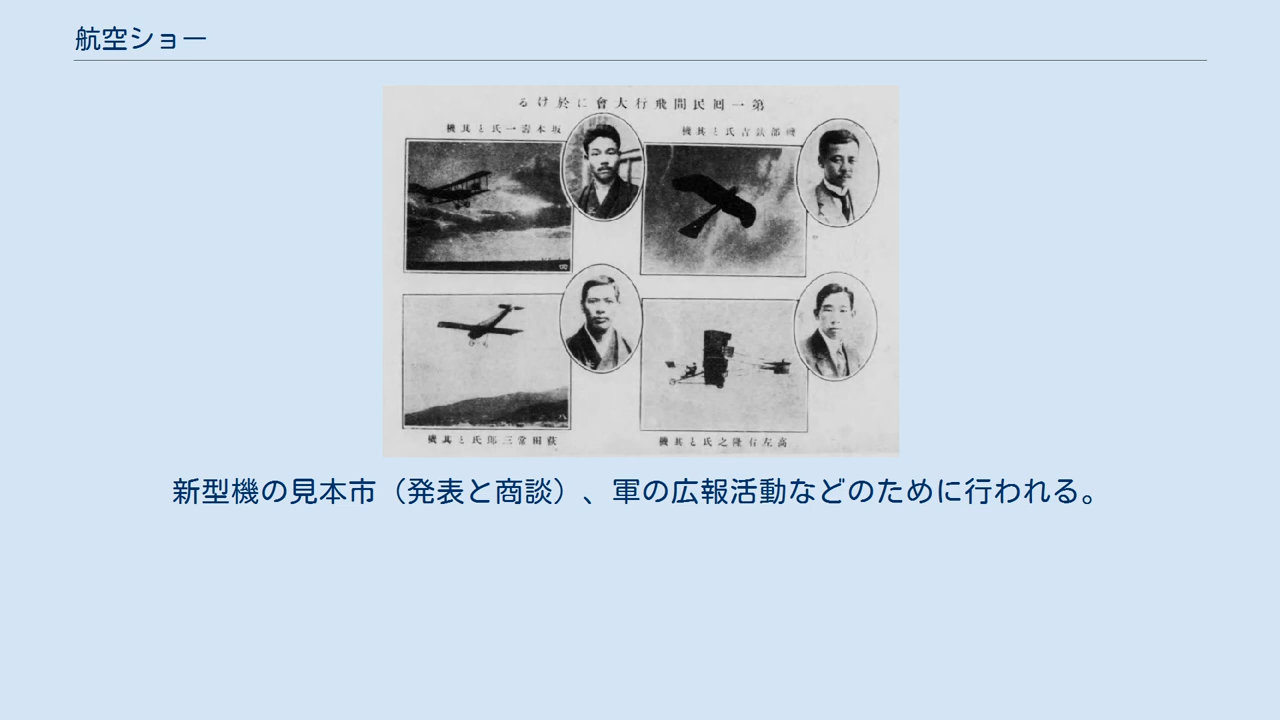 航空ショー
第一回民間飛行大會に於ける
磯部鈇吉氏と其機
坂本壽一氏と其機
高左右隆之氏と其機
荻田常三郎氏と其機
新型機の見本市（発表と商談）、軍の広報活動などのために行われる。